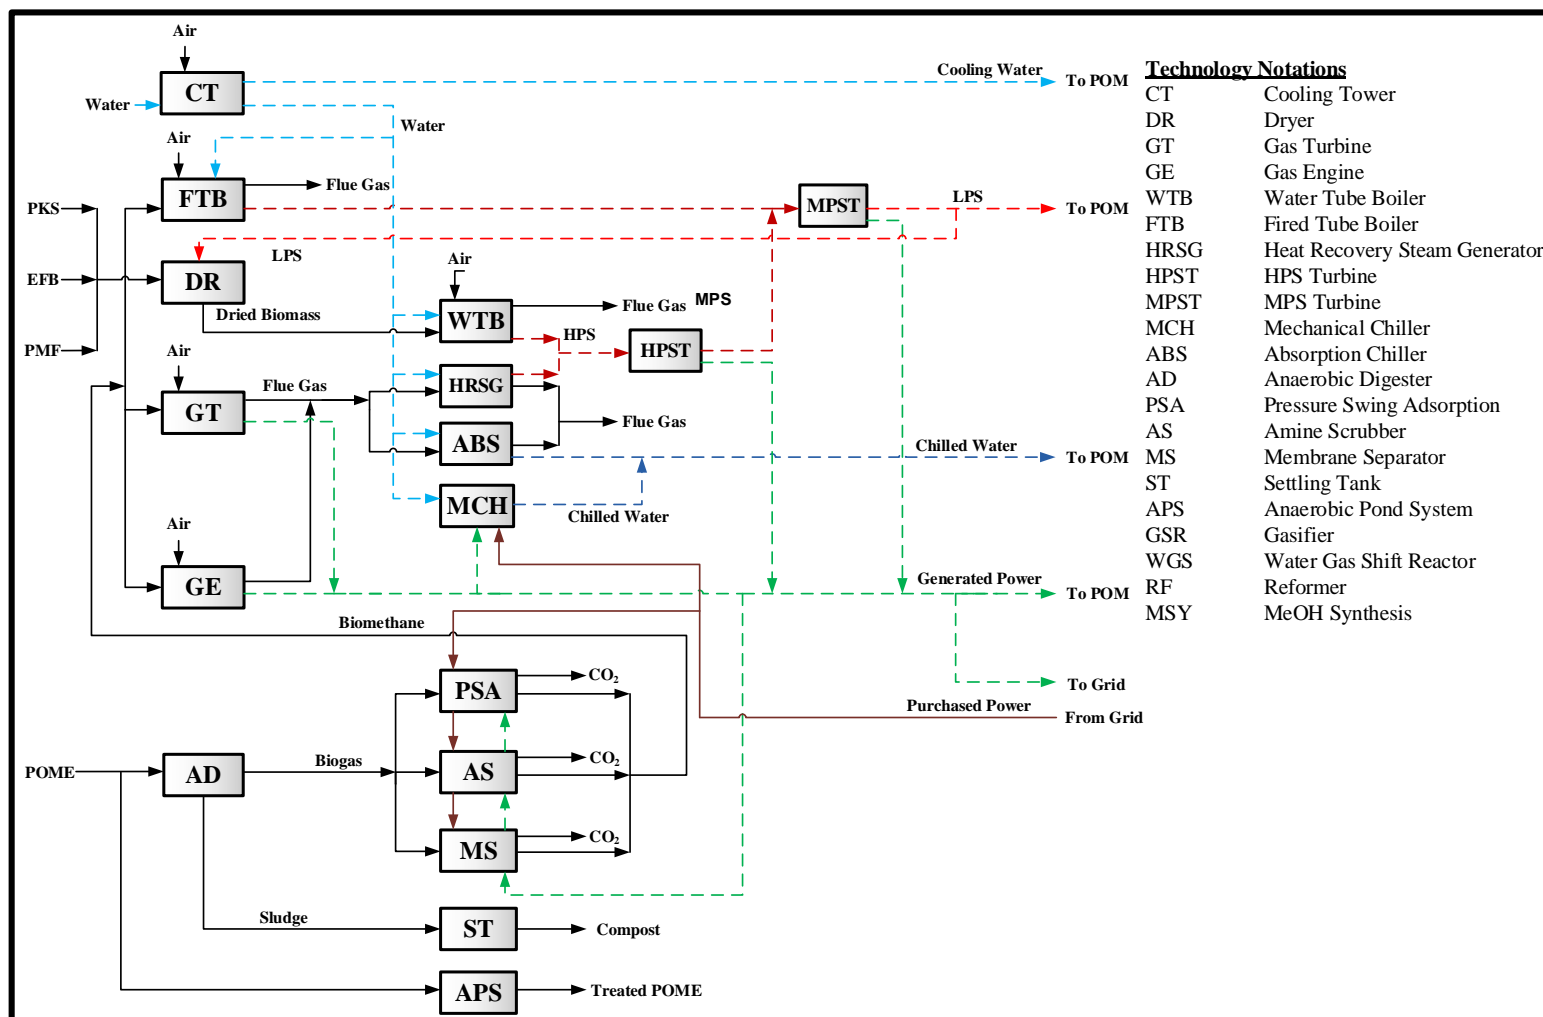 Air
CT
Water
Cooling Water
To POM
Water
Air
FTB
Flue Gas
PKS
MPST
LPS
To POM
LPS
EFB
DR
Dried Biomass
Air
WTB
Flue Gas
MPS
HPS
HPST
PMF
Air
GT
Flue Gas
HRSG
Flue Gas
ABS
Chilled Water
To POM
MCH
Chilled Water
Air
GE
Generated Power
To POM
Biomethane
PSA
CO2
To Grid
Purchased Power
From Grid
POME
AD
Biogas
AS
CO2
MS
CO2
Sludge
ST
Compost
APS
Treated POME
Technology Notations
CT Cooling Tower
DR Dryer
GT Gas Turbine
GE Gas Engine
WTB Water Tube Boiler
FTB Fired Tube Boiler
HRSG Heat Recovery Steam Generator
HPST HPS Turbine
MPST MPS Turbine
MCH Mechanical Chiller
ABS Absorption Chiller
AD Anaerobic Digester
PSA Pressure Swing Adsorption
AS Amine Scrubber
MS Membrane Separator
ST Settling Tank
APS Anaerobic Pond System
GSR Gasifier
WGS Water Gas Shift Reactor
RF Reformer
MSY MeOH Synthesis